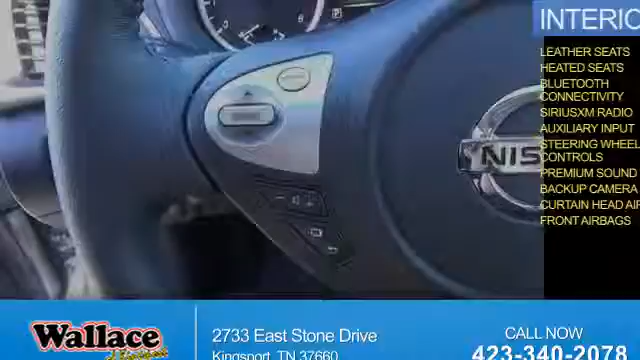 INTERIO
LEATHER SEATS
HEATED SEATS
BLUETOOTH
CONNECTIVITY
SIRIUSXM RADIO
AUXILIARY INPUT
STEERING WHEEL
CONTROLS
PREMIUM SOUND
BACKUP CAMERA
CURTAIN HEAD AIR
FRONT AIRBAGS
NIS
6
P
Wallace
2733 East Stone Drive
Kingsport, TN 37660
CALL NOW
423-340-2078